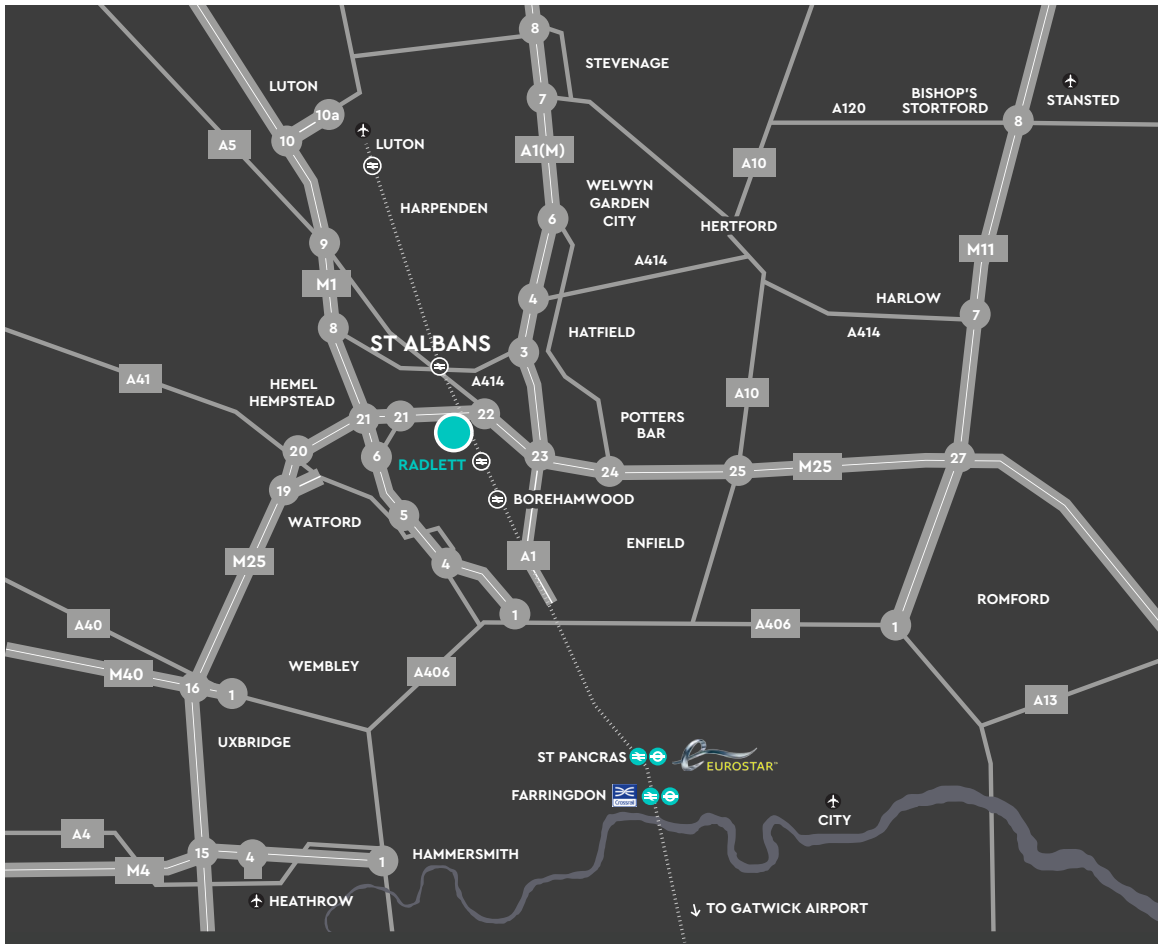 8
STEVENAGE
LUTON
BISHOP'S
STORTFORD
STANSTED
7
10a
A120
8
10
LUTON
A5
A1(M)
A10
WELWYN
GARDEN
CITY
HARPENDEN
6
HERTFORD
9
M11
A414
M1
4
HARLOW
7
8
HATFIELD
A414
ST ALBANS
3
A41
A414
HEMEL
HEMPSTEAD
A10
21
21
22
POTTERS
BAR
20
6
RADLETT
23
24
25
M25
27
19
BOREHAMWOOD
5
WATFORD
ENFIELD
M25
4
A1
ROMFORD
1
A40
A406
1
WEMBLEY
M40
A406
16
1
A13
UXBRIDGE
ST PANCRAS
e
EUROSTAR™
FARRINGDON
Crossrail
CITY
A4
15
4
1
HAMMERSMITH
M4
HEATHROW
TO GATWICK AIRPORT